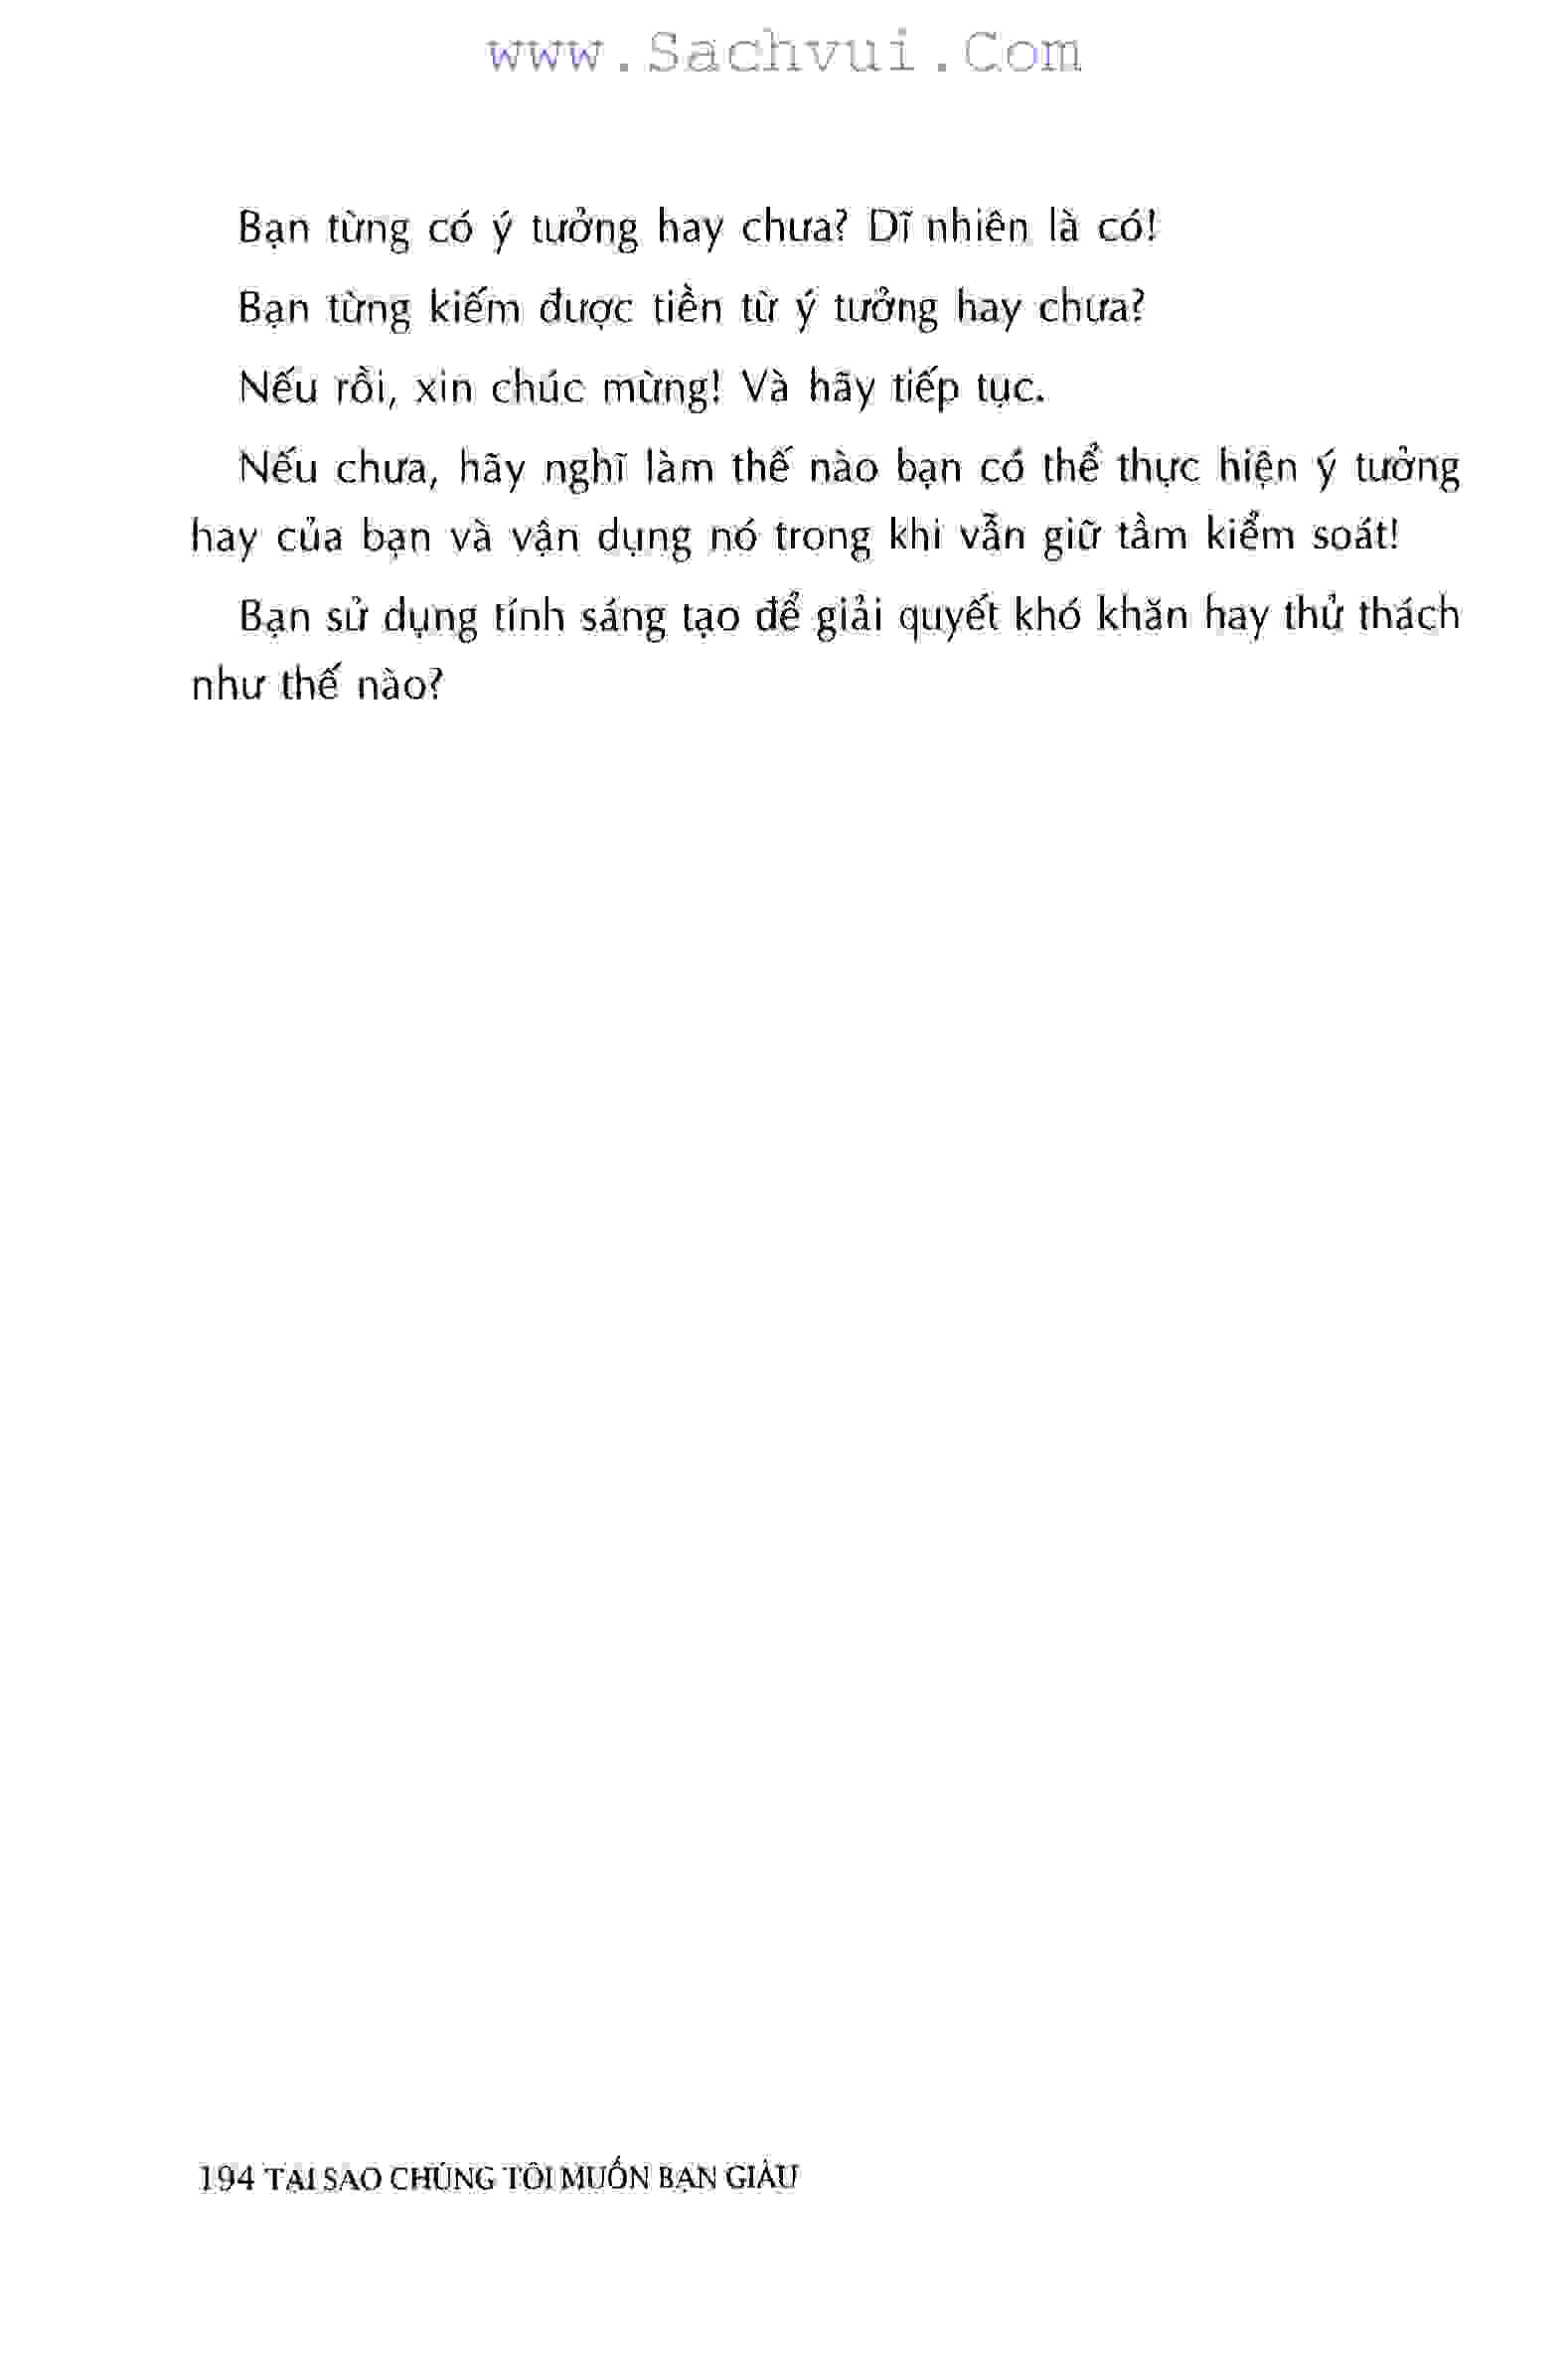 www.Sachvui.Com
Bạn từng có ý tưởng hay chưa? Dĩ nhiên là có!
Bạn từng kiếm được tiền từ ý tưởng hay chưa?
Nếu rồi, xin chúc mừng! Và hãy tiếp tục.
Nếu chưa, hãy nghĩ làm thế nào bạn có thể thực hiện ý tưởng
hay của bạn và vận dụng nó trong khi vẫn giữ tầm kiểm soát!
Bạn sử dụng tính sáng tạo để giải quyết khó khăn hay thử thách
như thế nào?
194 TẠI SAO CHÚNG TÔI MUỐN BẠN GIÀU